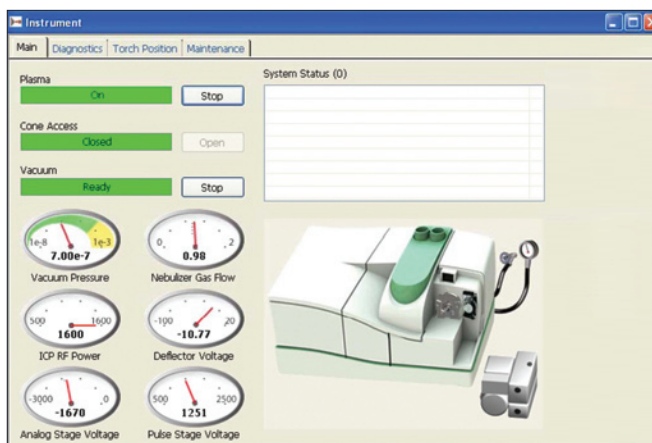 Instrument
Main Diagnostics Torch Position Maintenance
Plasma
On Stop
Cone Access
Closed Open
Vacuum
Ready Stop
System Status (0)
1e-8 1e-3
7.00e-7
Vacuum Pressure
0 2
0.98
Nebulizer Gas Flow
500 1600
1600
ICP RF Power
-100 20
-10.77
Deflector Voltage
-3000 0
-1670
Analog Stage Voltage
500 2500
1251
Pulse Stage Voltage